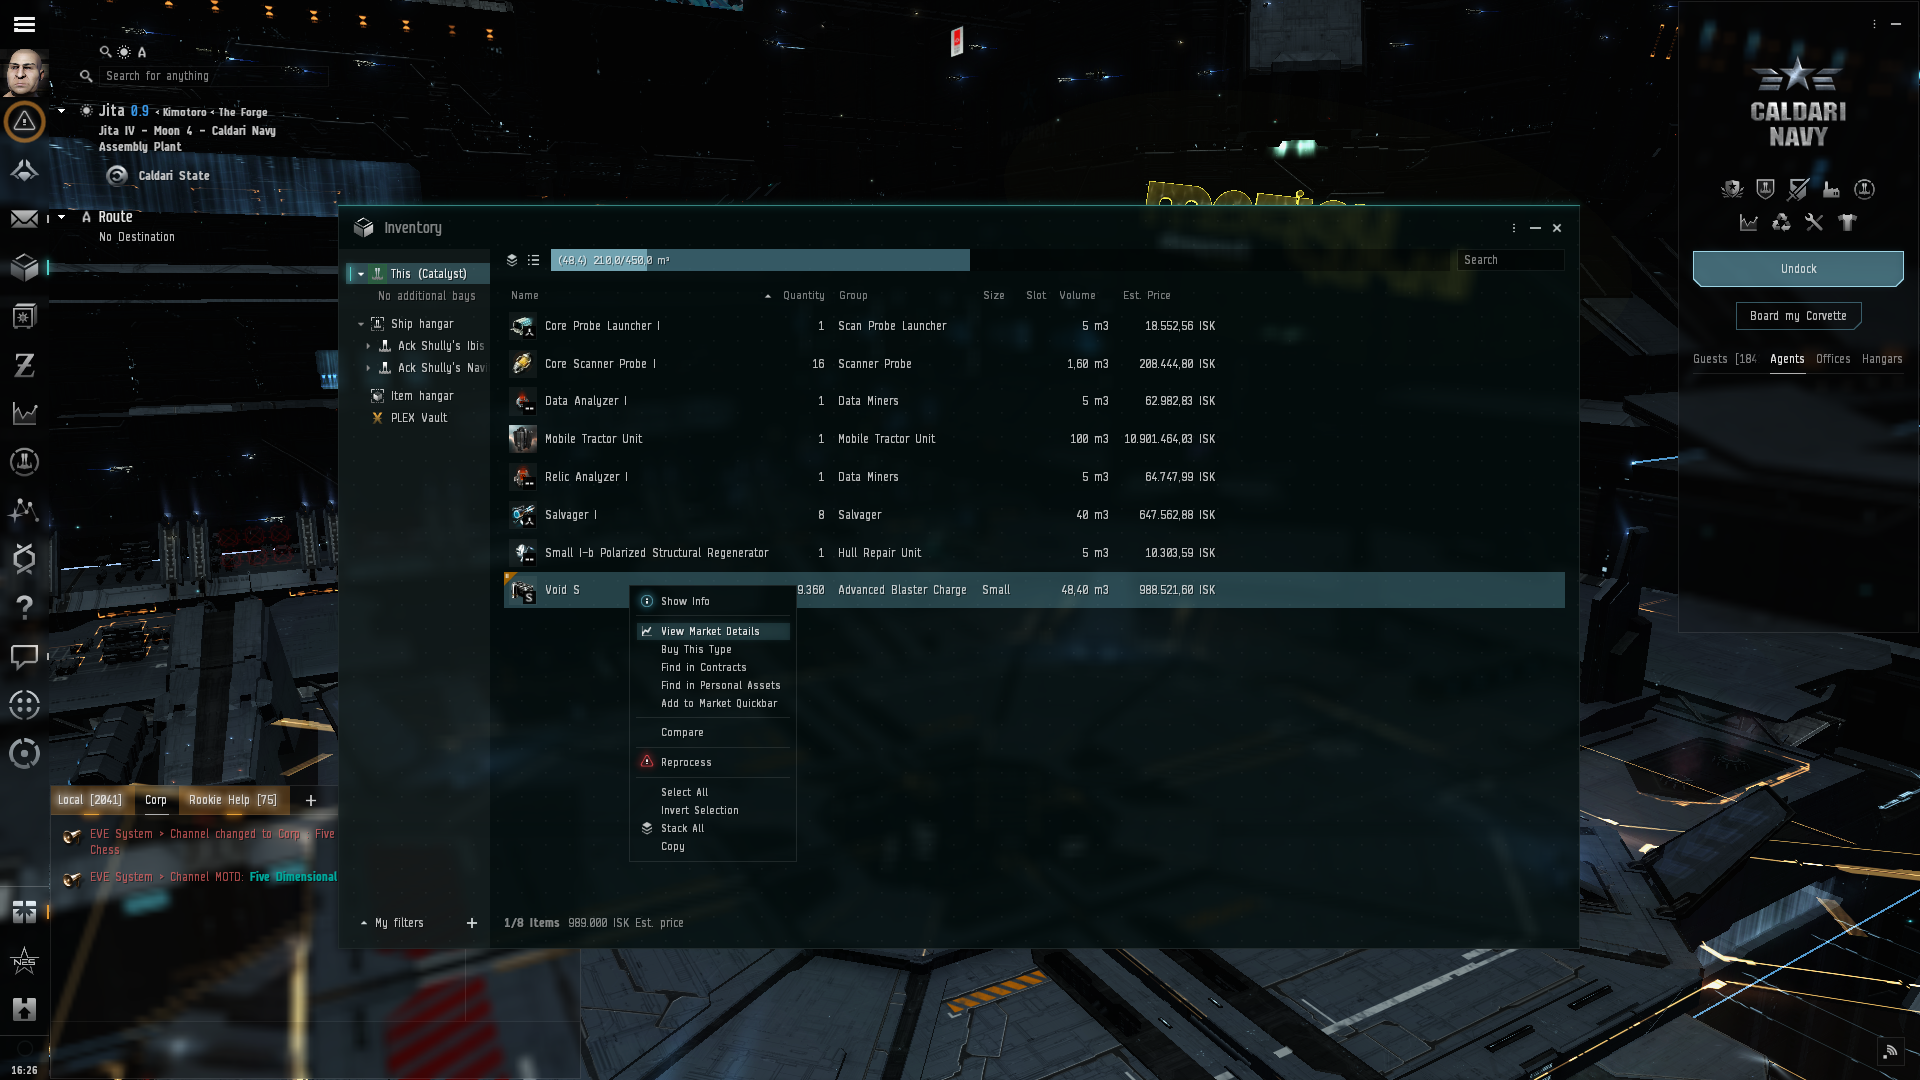 Search for anything
Jita 0.9 < Kimotoro < The Forge
Jita IV - Moon 4 - Caldari Navy
Assembly Plant
Caldari State
A Route
No Destination
Inventory
This (Catalyst)
No additional bays
Ship hangar
Ack Shully's Ibis
Ack Shully's Nav
Item hangar
PLEX Vault
My filters
(48,4) 210,0/450,0 m³
Search
Name Quantity Group Size Slot Volume Est. Price
Core Probe Launcher I 1 Scan Probe Launcher 5 m3 18.552,56 ISK
Core Scanner Probe I 16 Scanner Probe 1,60 m3 208.444,80 ISK
Data Analyzer I 1 Data Miners 5 m3 62.982,83 ISK
Mobile Tractor Unit 1 Mobile Tractor Unit 100 m3 10.901.464,03 ISK
Relic Analyzer I 1 Data Miners 5 m3 64.747,99 ISK
Salvager I 8 Salvager 40 m3 647.562,88 ISK
Small I-b Polarized Structural Regenerator 1 Hull Repair Unit 5 m3 10.303,59 ISK
Void S 9.360 Advanced Blaster Charge Small 48,40 m3 988.521,60 ISK
Show Info
View Market Details
Buy This Type
Find in Contracts
Find in Personal Assets
Add to Market Quickbar
Compare
Reprocess
Select All
Invert Selection
Stack All
Copy
1/8 Items 989.000 ISK Est. price
CALDARI
NAVY
Undock
Board my Corvette
Guests [184 Agents Offices Hangars
Local [2041] Corp Rookie Help [75]
EVE System > Channel changed to Corp : Five
Chess
EVE System > Channel MOTD: Five Dimensional
NES
16:26